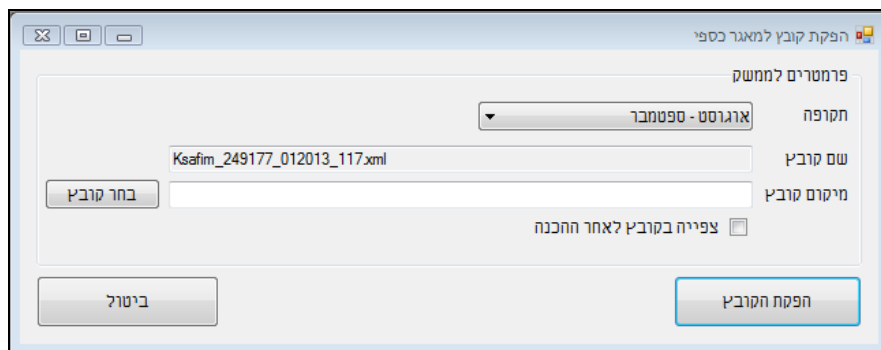 הפקת קובץ למאגר כספי
פרמטרים לממשק
תקופה
אוגוסט - ספטמבר
שם קובץ
Ksafim_249177_012013_117.xml
מיקום קובץ
בחר קובץ
צפייה בקובץ לאחר ההכנה
הפקת הקובץ
ביטול